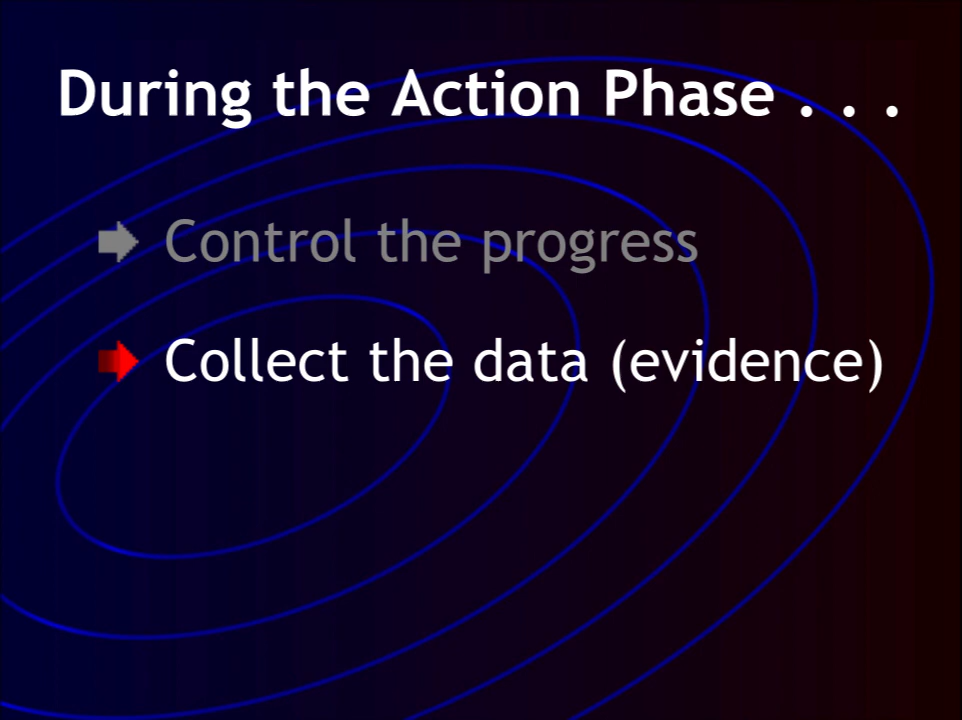 During the Action Phase . . .
Control the progress
Collect the data (evidence)